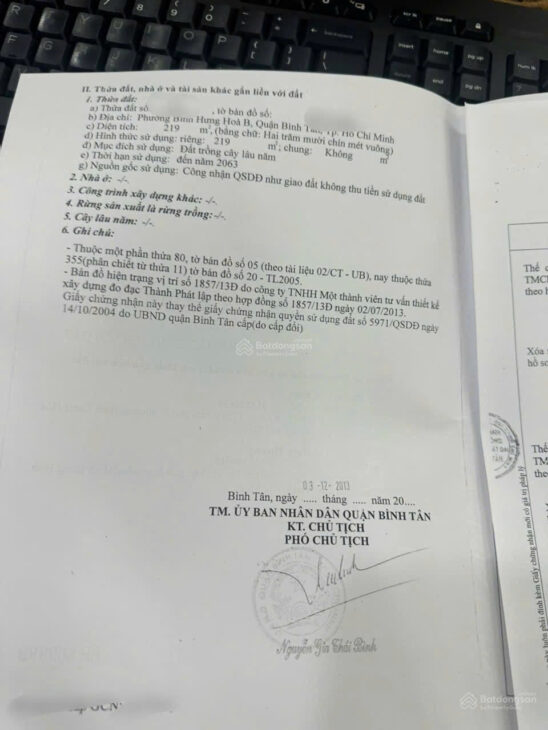 II. Thửa đất, nhà ở và tài sản khác gắn liền với đất
1. Thửa đất:
a) Thửa đất số: , tờ bản đồ số:
b) Địa chỉ: Phường Bình Hưng Hoà B, Quận Bình Tân, Tp. Hồ Chí Minh
c) Diện tích: 219 m², (bằng chữ: Hai trăm mười chín mét vuông)
d) Hình thức sử dụng: riêng: 219 m²; chung: Không m²
đ) Mục đích sử dụng: Đất trồng cây lâu năm
e) Thời hạn sử dụng: đến năm 2063
g) Nguồn gốc sử dụng: Công nhận QSDĐ như giao đất không thu tiền sử dụng đất
2. Nhà ở: -/-.
3. Công trình xây dựng khác: -/-.
4. Rừng sản xuất là rừng trồng: -/-.
5. Cây lâu năm: -/-.
6. Ghi chú:
- Thuộc một phần thửa 80, tờ bản đồ số 05 (theo tài liệu 02/CT - UB), nay thuộc thửa
355(phân chiết từ thửa 11) tờ bản đồ số 20 - TL2005.
- Bản đồ hiện trạng vị trí số 1857/13Đ do công ty TNHH Một thành viên tư vấn thiết kế
xây dựng đo đạc Thành Phát lập theo hợp đồng số 1857/13Đ ngày 02/07/2013.
Giấy chứng nhận này thay thế giấy chứng nhận quyền sử dụng đất số 5971/QSDĐ ngày
14/10/2004 do UBND quận Bình Tân cấp(do cấp đổi)
Batdongsan
03 -12- 2013
Bình Tân, ngày ..... tháng ..... năm 20....
TM. ỦY BAN NHÂN DÂN QUẬN BÌNH TÂN
KT. CHỦ TỊCH
PHÓ CHỦ TỊCH
Nguyễn Gia Thái Bình
GCN:
Thế
TMC
theo
Xóa
hồ sơ
Thế
TM
theo
Batdongsan